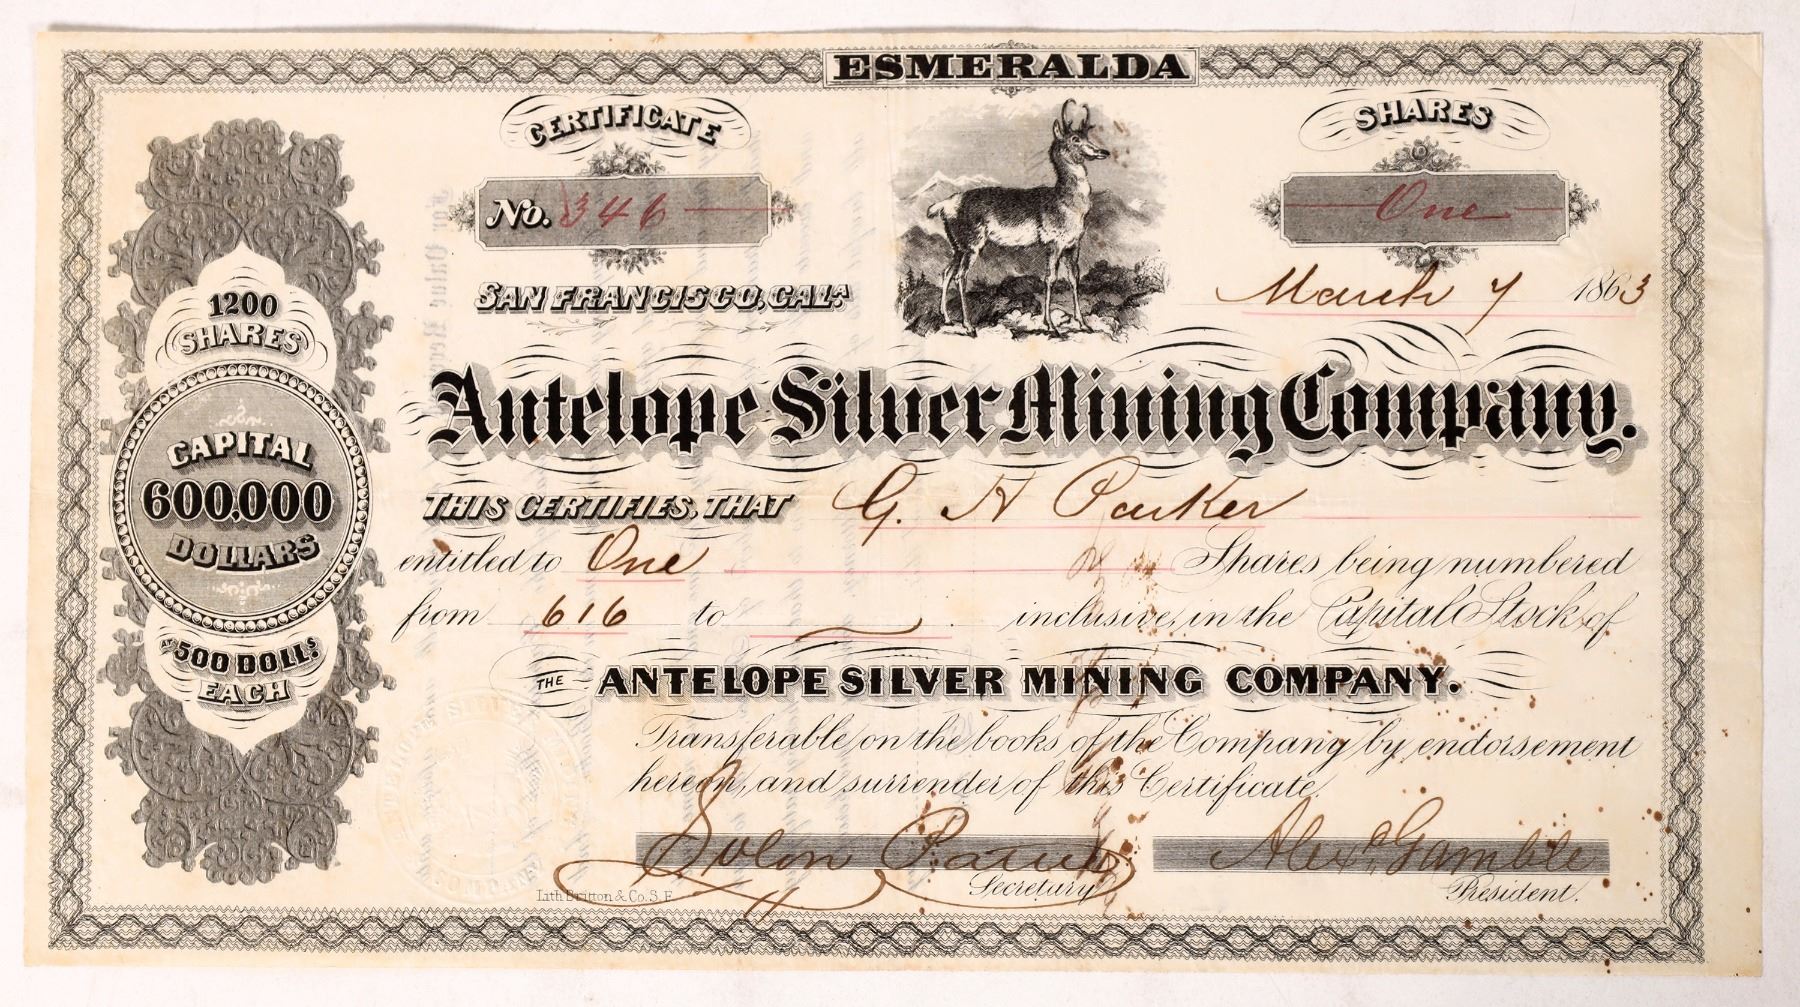 ESMERALDA
CERTIFICATE
No. 346
SHARES
One
SAN FRANCISCO, CALA
March 7 1863
1200
SHARES
CAPITAL
600,000
DOLLARS
AT 500 DOLLS
EACH
Antelope Silver Mining Company.
THIS CERTIFIES, THAT G. H Parker
entitled to One Shares being numbered
from 616 to inclusive, in the Capital Stock of
THE ANTELOPE SILVER MINING COMPANY.
Transferable on the books of the Company by endorsement
hereon, and surrender of this Certificate.
Solon Secretary
Alexr Gamble President.
Lith Britton & Co. S. F.